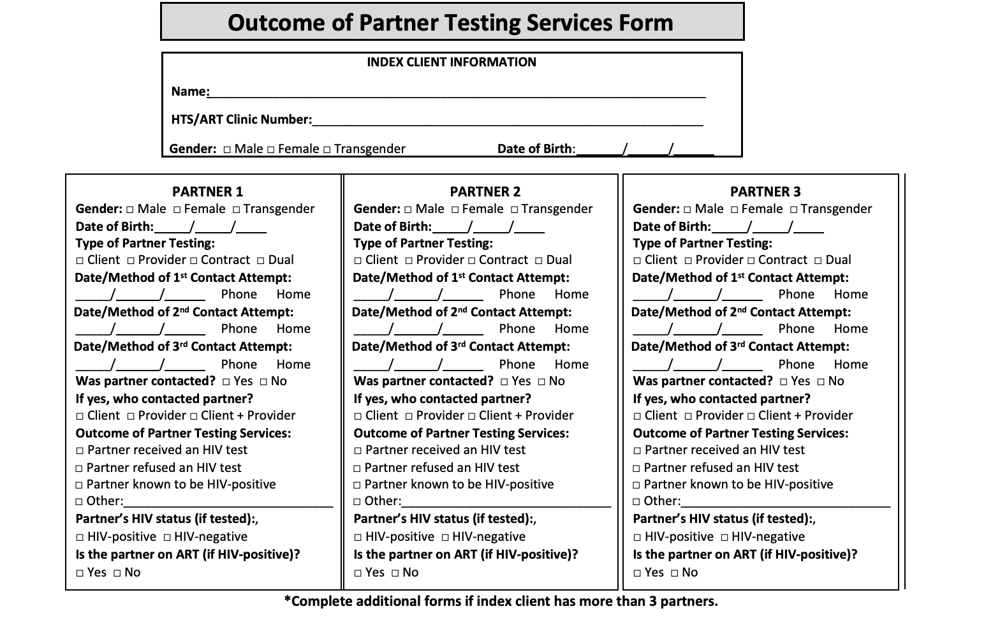 Outcome of Partner Testing Services Form
INDEX CLIENT INFORMATION
Name:
HTS/ART Clinic Number:
Gender: □ Male □ Female □ Transgender Date of Birth: / /
PARTNER 1
Gender: □ Male □ Female □ Transgender
Date of Birth: / /
Type of Partner Testing:
□ Client □ Provider □ Contract □ Dual
Date/Method of 1st Contact Attempt:
/ / Phone Home
Date/Method of 2nd Contact Attempt:
/ / Phone Home
Date/Method of 3rd Contact Attempt:
/ / Phone Home
Was partner contacted? □ Yes □ No
If yes, who contacted partner?
□ Client □ Provider □ Client + Provider
Outcome of Partner Testing Services:
□ Partner received an HIV test
□ Partner refused an HIV test
□ Partner known to be HIV-positive
□ Other:
Partner’s HIV status (if tested):,
□ HIV-positive □ HIV-negative
Is the partner on ART (if HIV-positive)?
□ Yes □ No
PARTNER 2
Gender: □ Male □ Female □ Transgender
Date of Birth: / /
Type of Partner Testing:
□ Client □ Provider □ Contract □ Dual
Date/Method of 1st Contact Attempt:
/ / Phone Home
Date/Method of 2nd Contact Attempt:
/ / Phone Home
Date/Method of 3rd Contact Attempt:
/ / Phone Home
Was partner contacted? □ Yes □ No
If yes, who contacted partner?
□ Client □ Provider □ Client + Provider
Outcome of Partner Testing Services:
□ Partner received an HIV test
□ Partner refused an HIV test
□ Partner known to be HIV-positive
□ Other:
Partner’s HIV status (if tested):,
□ HIV-positive □ HIV-negative
Is the partner on ART (if HIV-positive)?
□ Yes □ No
PARTNER 3
Gender: □ Male □ Female □ Transgender
Date of Birth: / /
Type of Partner Testing:
□ Client □ Provider □ Contract □ Dual
Date/Method of 1st Contact Attempt:
/ / Phone Home
Date/Method of 2nd Contact Attempt:
/ / Phone Home
Date/Method of 3rd Contact Attempt:
/ / Phone Home
Was partner contacted? □ Yes □ No
If yes, who contacted partner?
□ Client □ Provider □ Client + Provider
Outcome of Partner Testing Services:
□ Partner received an HIV test
□ Partner refused an HIV test
□ Partner known to be HIV-positive
□ Other:
Partner’s HIV status (if tested):,
□ HIV-positive □ HIV-negative
Is the partner on ART (if HIV-positive)?
□ Yes □ No
*Complete additional forms if index client has more than 3 partners.